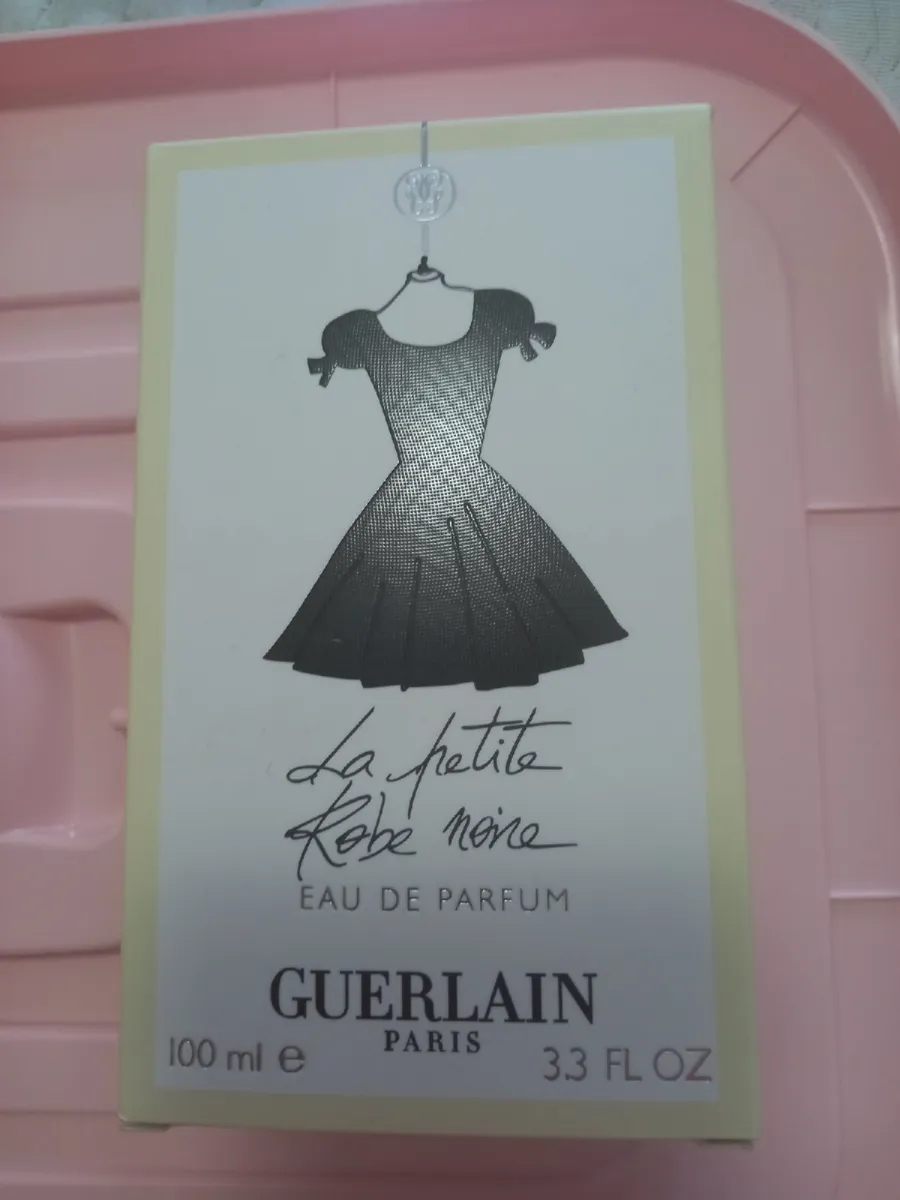 La petite
Robe noire
EAU DE PARFUM
GUERLAIN
PARIS
100 ml e 3.3 FL OZ